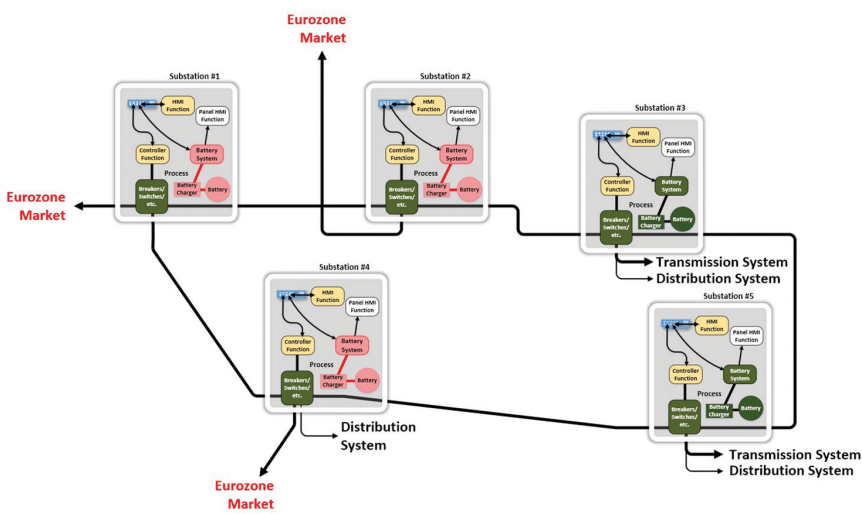 Eurozone
Market
Substation #1
HMI
Function
Panel HMI
Function
Controller
Function
Battery
System
Process
Breakers/
Switches/
etc.
Battery
Charger
Battery
Substation #2
HMI
Function
Panel HMI
Function
Controller
Function
Battery
System
Process
Breakers/
Switches/
etc.
Battery
Charger
Battery
Substation #3
HMI
Function
Panel HMI
Function
Controller
Function
Battery
System
Process
Breakers/
Switches/
etc.
Battery
Charger
Battery
Eurozone
Market
Transmission System
Distribution System
Substation #4
HMI
Function
Panel HMI
Function
Controller
Function
Battery
System
Process
Breakers/
Switches/
etc.
Battery
Charger
Battery
Distribution
System
Eurozone
Market
Substation #5
HMI
Function
Panel HMI
Function
Controller
Function
Battery
System
Process
Breakers/
Switches/
etc.
Battery
Charger
Battery
Transmission System
Distribution System